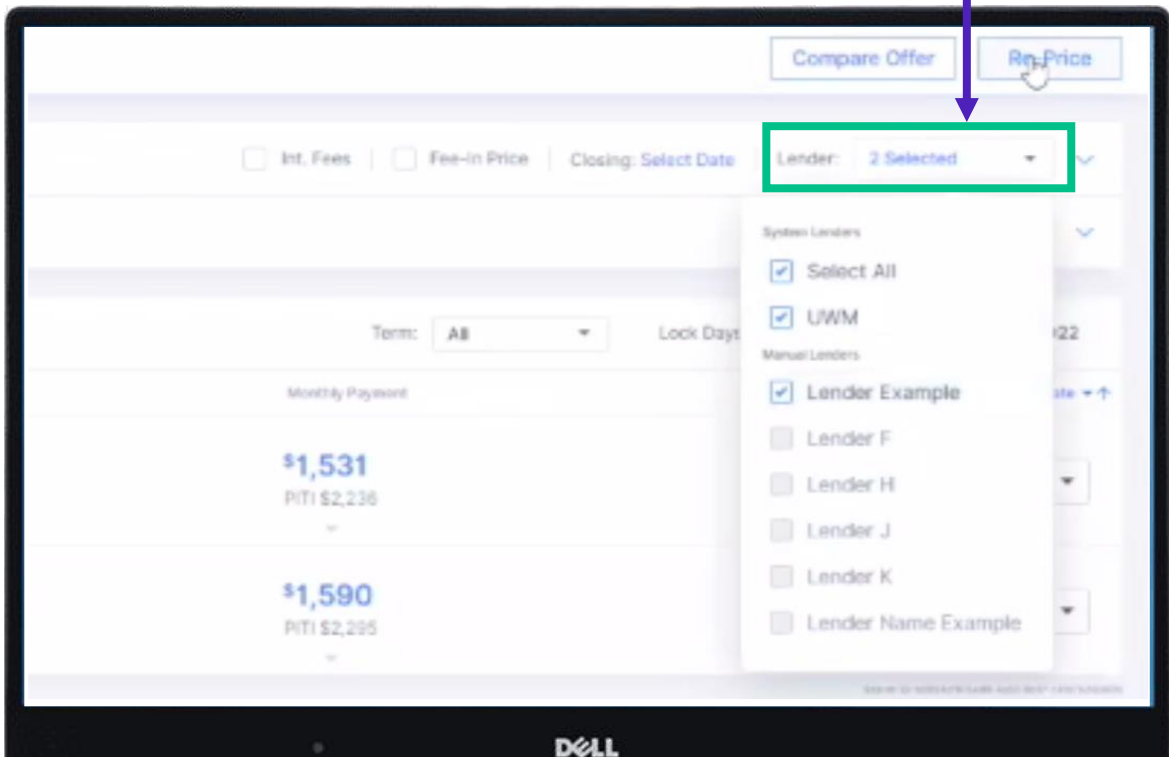 Compare Offer Re-Price
Int. Fees Fee-In Price Closing: Select Date Lender: 2 Selected
System Lenders
Select All
UWM
Term: All Lock Days
Manual Lenders
Monthly Payment
Lender Example
Lender F
$1,531
Lender H
PITI $2,236
Lender J
Lender K
$1,590
Lender Name Example
PITI $2,295
DELL